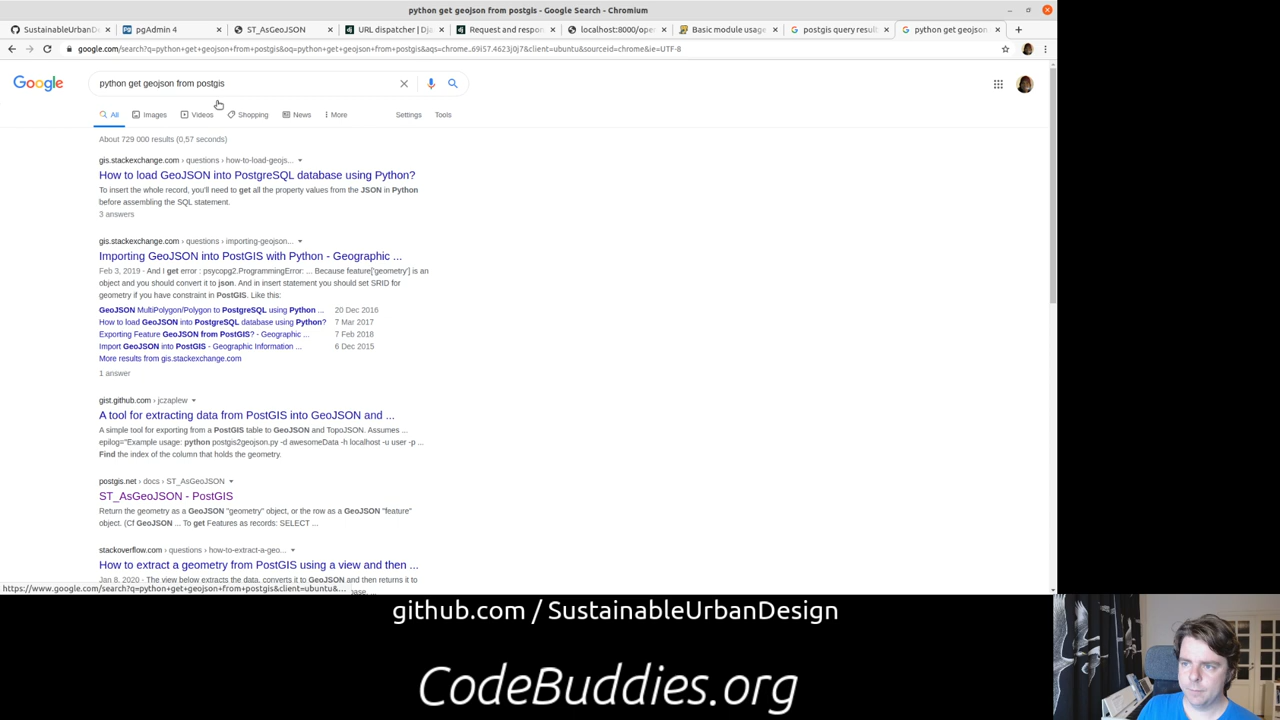 python get geojson from postgis - Google Search - Chromium
SustainableUrbanDe
pgAdmin 4
ST_AsGeoJSON
URL dispatcher | Dja
Request and respon
localhost:8000/open
Basic module usage
postgis query result
python get geojson
google.com/search?q=python+get+geojson+from+postgis&oq=python+get+geojson+from+postgis&aqs=chrome..69i57.4623j0j7&client=ubuntu&sourceid=chrome&ie=UTF-8
Google
python get geojson from postgis
All Images Videos Shopping News More Settings Tools
About 729 000 results (0,57 seconds)
gis.stackexchange.com › questions › how-to-load-geojs...
How to load GeoJSON into PostgreSQL database using Python?
To insert the whole record, you'll need to get all the property values from the JSON in Python
before assembling the SQL statement.
3 answers
gis.stackexchange.com › questions › importing-geojson...
Importing GeoJSON into PostGIS with Python - Geographic ...
Feb 3, 2019 - And I get error : psycopg2.ProgrammingError: ... Because feature['geometry'] is an
object and you should convert it to json. And in insert statement you should set SRID for
geometry if you have constraint in PostGIS. Like this:
GeoJSON MultiPolygon/Polygon to PostgreSQL using Python ... 20 Dec 2016
How to load GeoJSON into PostgreSQL database using Python? 7 Mar 2017
Exporting Feature GeoJSON from PostGIS? - Geographic ... 7 Feb 2018
Import GeoJSON into PostGIS - Geographic Information ... 6 Dec 2015
More results from gis.stackexchange.com
1 answer
gist.github.com › jczaplew
A tool for extracting data from PostGIS into GeoJSON and ...
A simple tool for exporting from a PostGIS table to GeoJSON and TopoJSON. Assumes ...
epilog="Example usage: python postgis2geojson.py -d awesomeData -h localhost -u user -p ...
Find the index of the column that holds the geometry.
postgis.net › docs › ST_AsGeoJSON
ST_AsGeoJSON - PostGIS
Return the geometry as a GeoJSON "geometry" object, or the row as a GeoJSON "feature"
object. (Cf GeoJSON ... To get Features as records: SELECT ...
stackoverflow.com › questions › how-to-extract-a-geo...
How to extract a geometry from PostGIS using a view and then ...
Jan 8, 2020 - The view below extracts the data, converts it to GeoJSON and then returns it to
https://www.google.com/search?q=python+get+geojson+from+postgis&client=ubuntu&...
github.com / SustainableUrbanDesign
CodeBuddies.org